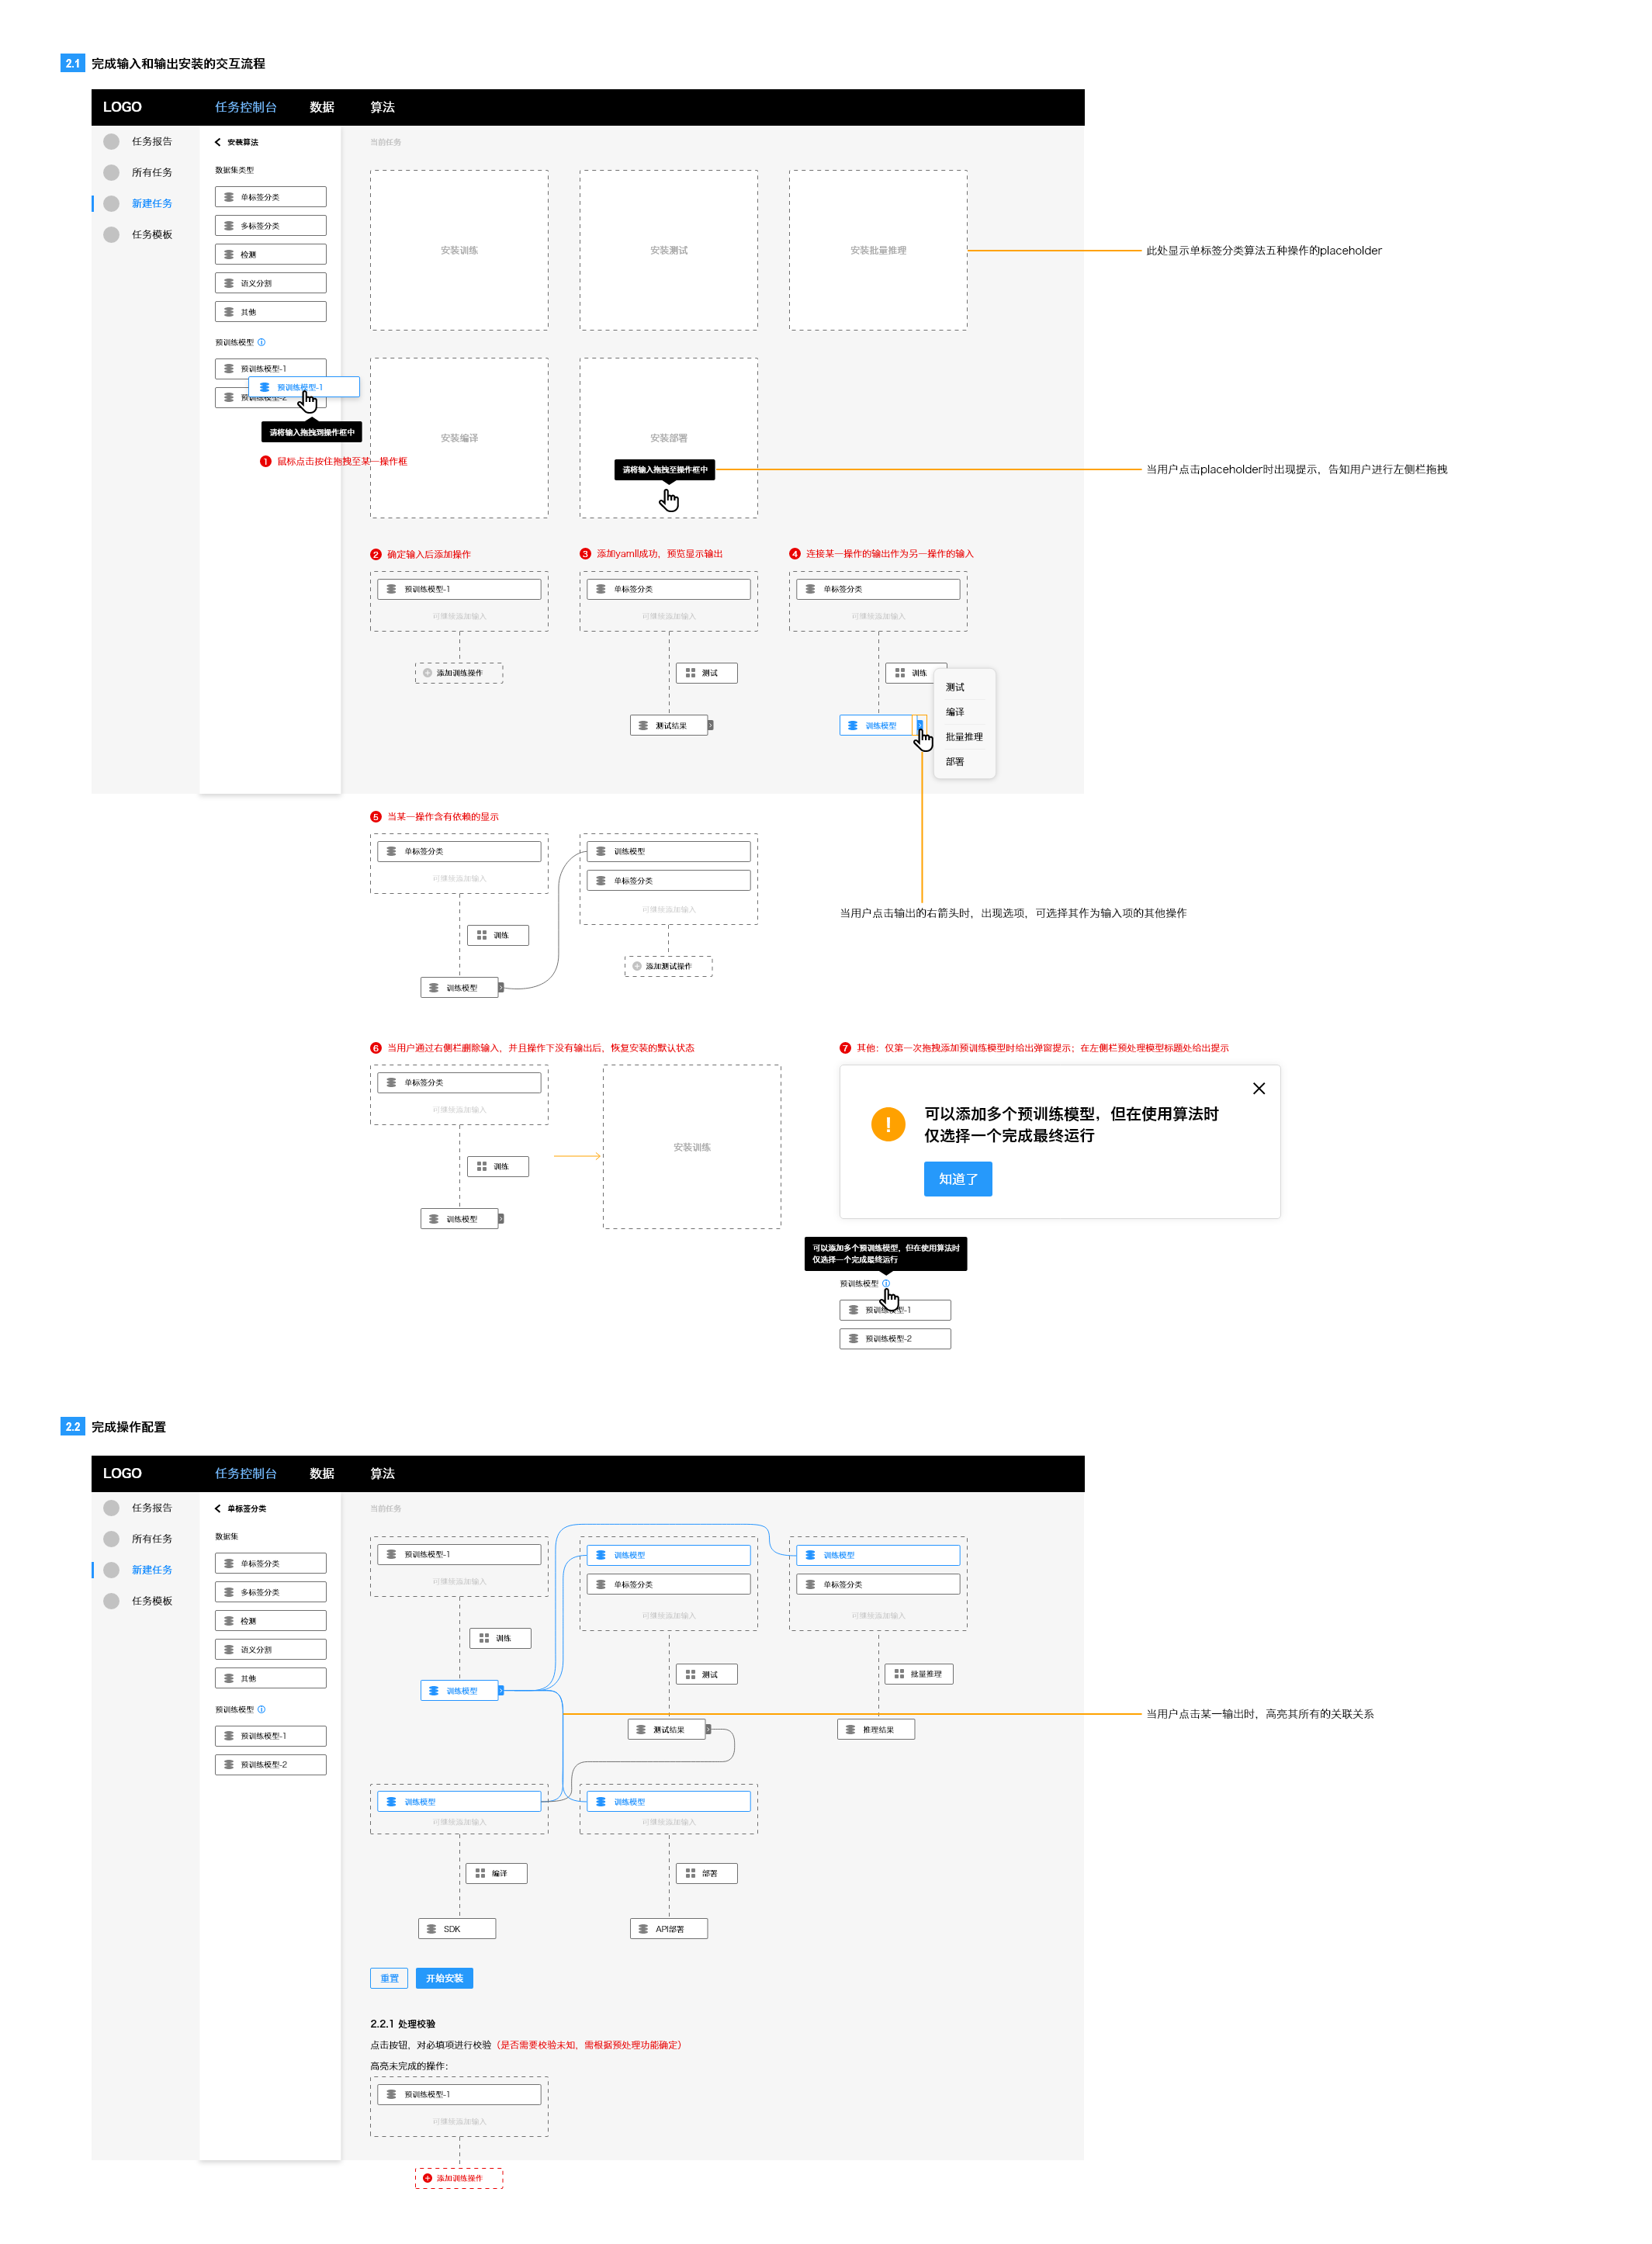 2.1 完成输入和输出安装的交互流程
LOGO 任务控制台 数据 算法
任务报告
所有任务
新建任务
任务模板
安装算法
数据集类型
单标签分类
多标签分类
检测
语义分割
其他
预训练模型
预训练模型-1
预训练模型-1
预训练模型-2
请将输入拖拽到操作框中
1 鼠标点击按住拖拽至某一操作框
当前任务
安装训练
安装测试
安装批量推理
此处显示单标签分类算法五种操作的placeholder
安装编译
安装部署
请将输入拖拽至操作框中
当用户点击placeholder时出现提示，告知用户进行左侧栏拖拽
2 确定输入后添加操作
预训练模型-1
可继续添加输入
添加训练操作
3 添加yamll成功，预览显示输出
单标签分类
可继续添加输入
测试
测试结果
4 连接某一操作的输出作为另一操作的输入
单标签分类
可继续添加输入
训练
训练模型
测试
编译
批量推理
部署
当用户点击输出的右箭头时，出现选项，可选择其作为输入项的其他操作
5 当某一操作含有依赖的显示
单标签分类
可继续添加输入
训练
训练模型
训练模型
单标签分类
可继续添加输入
添加测试操作
6 当用户通过右侧栏删除输入，并且操作下没有输出后，恢复安装的默认状态
单标签分类
可继续添加输入
训练
训练模型
安装训练
7 其他：仅第一次拖拽添加预训练模型时给出弹窗提示；在左侧栏预处理模型标题处给出提示
可以添加多个预训练模型，但在使用算法时
仅选择一个完成最终运行
知道了
可以添加多个预训练模型，但在使用算法时
仅选择一个完成最终运行
预训练模型
预训练模型-1
预训练模型-2
2.2 完成操作配置
LOGO 任务控制台 数据 算法
任务报告
所有任务
新建任务
任务模板
单标签分类
数据集
单标签分类
多标签分类
检测
语义分割
其他
预训练模型
预训练模型-1
预训练模型-2
当前任务
预训练模型-1
可继续添加输入
训练
训练模型
训练模型
单标签分类
可继续添加输入
测试
测试结果
训练模型
单标签分类
可继续添加输入
批量推理
推理结果
当用户点击某一输出时，高亮其所有的关联关系
训练模型
可继续添加输入
编译
SDK
训练模型
可继续添加输入
部署
API部署
重置 开始安装
2.2.1 处理校验
点击按钮，对必填项进行校验（是否需要校验未知，需根据预处理功能确定）
高亮未完成的操作：
预训练模型-1
可继续添加输入
添加训练操作